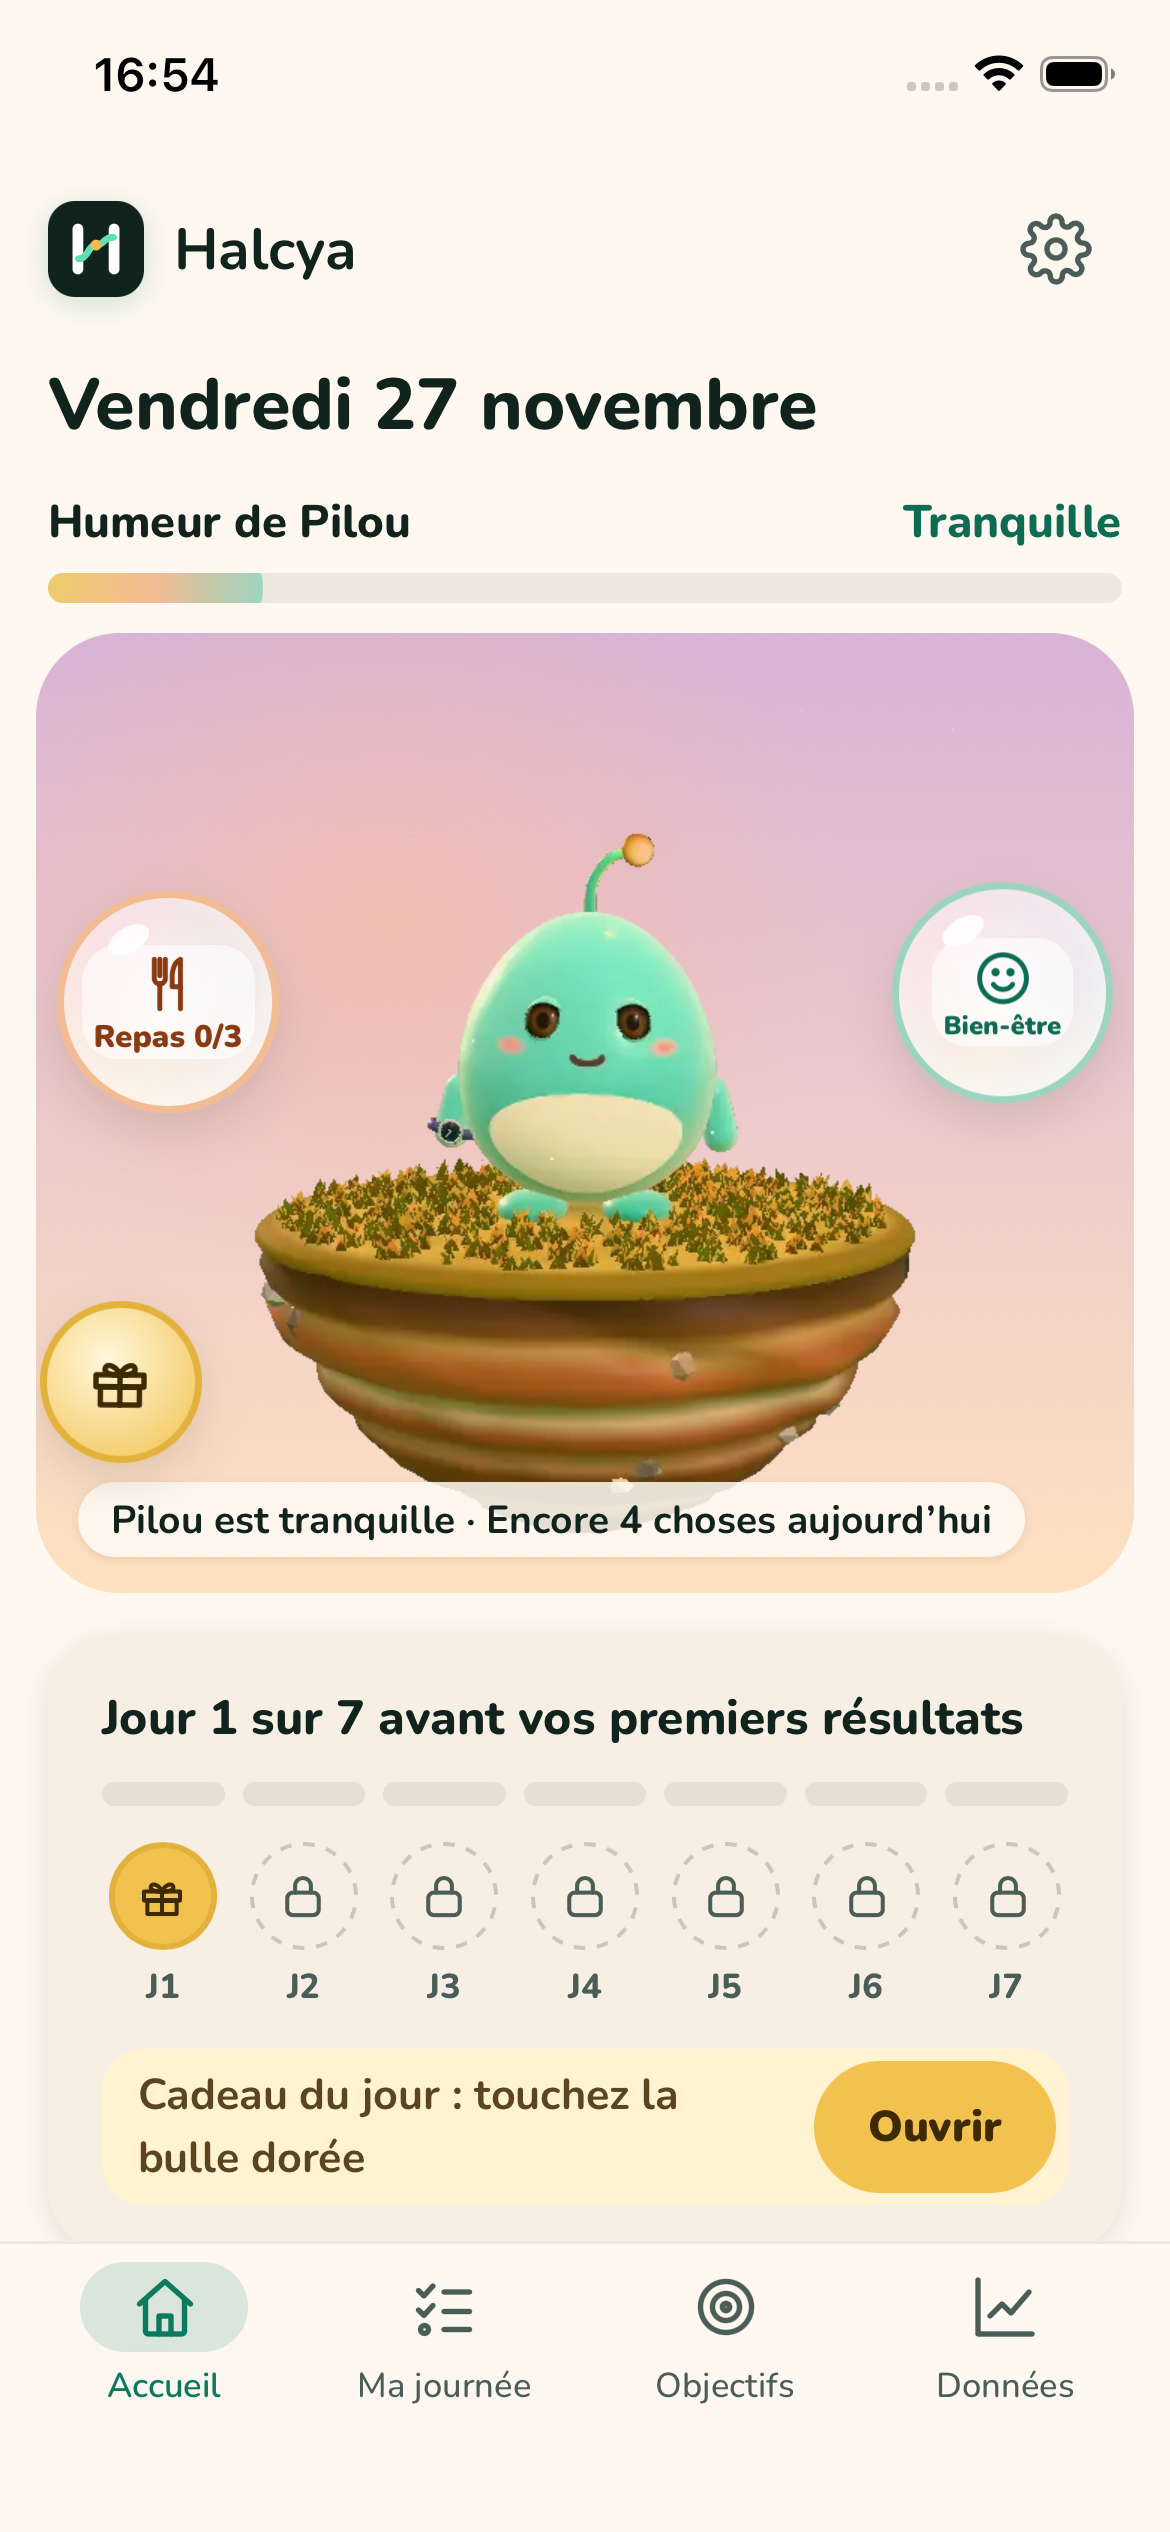 16:54
Halcya
Vendredi 27 novembre
Humeur de Pilou
Tranquille
Repas 0/3
Bien-être
Pilou est tranquille · Encore 4 choses aujourd’hui
Jour 1 sur 7 avant vos premiers résultats
J1 J2 J3 J4 J5 J6 J7
Cadeau du jour : touchez la
bulle dorée
Ouvrir
Accueil Ma journée Objectifs Données